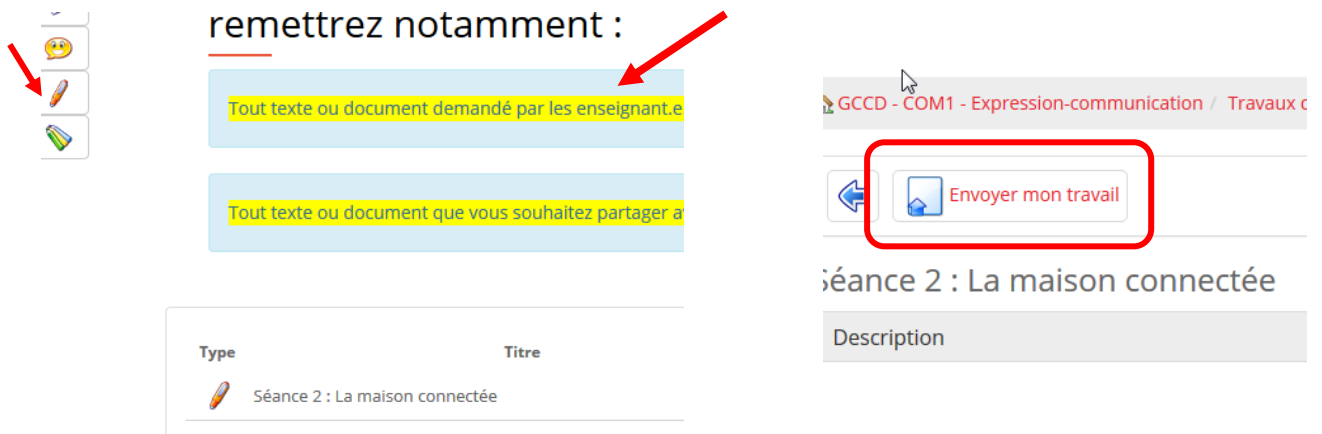 remettrez notamment :
Tout texte ou document demandé par les enseignant.e
Tout texte ou document que vous souhaitez partager
Type Titre
Séance 2 : La maison connectée
GCCD - COM1 - Expression-communication / Travaux
Envoyer mon travail
Séance 2 : La maison connectée
Description